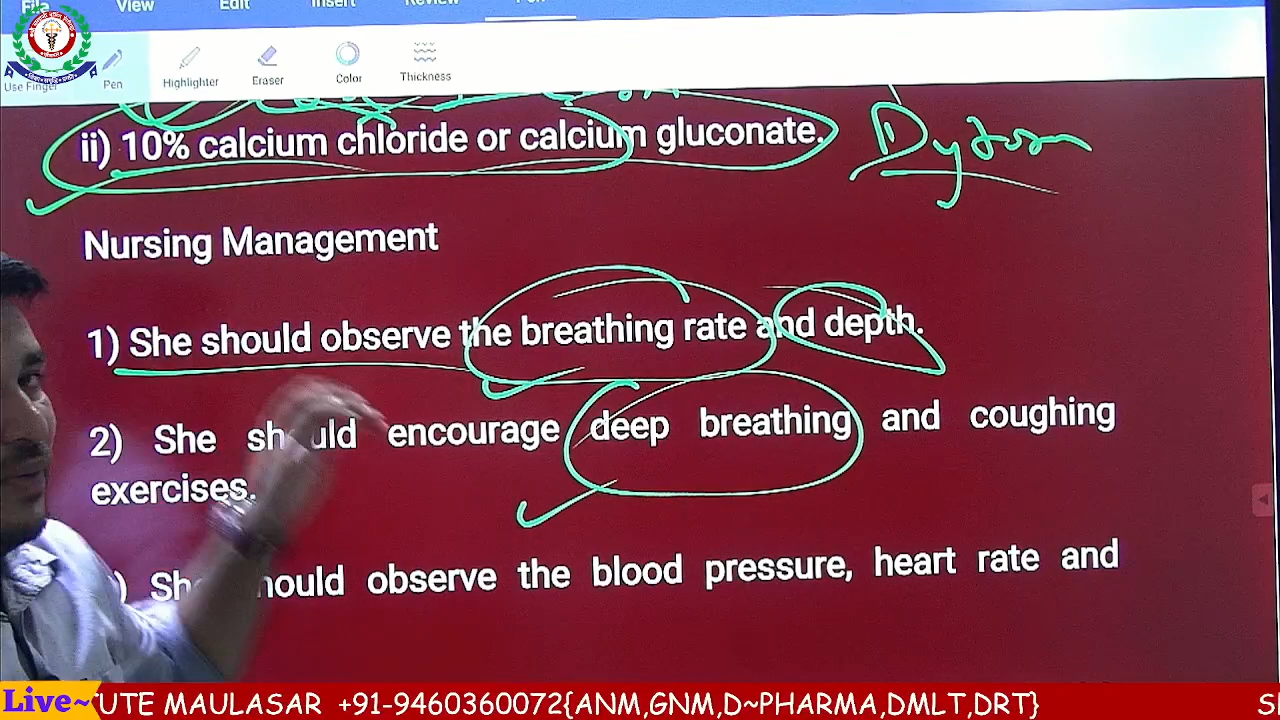 File View Edit Insert Review Pen
Use Finger Pen Highlighter Eraser Color Thickness
ii) 10% calcium chloride or calcium gluconate.
Nursing Management
1) She should observe the breathing rate and depth.
2) She should encourage deep breathing and coughing
exercises.
) She should observe the blood pressure, heart rate and
Live~ UTE MAULASAR +91-9460360072{ANM,GNM,D~PHARMA,DMLT,DRT}